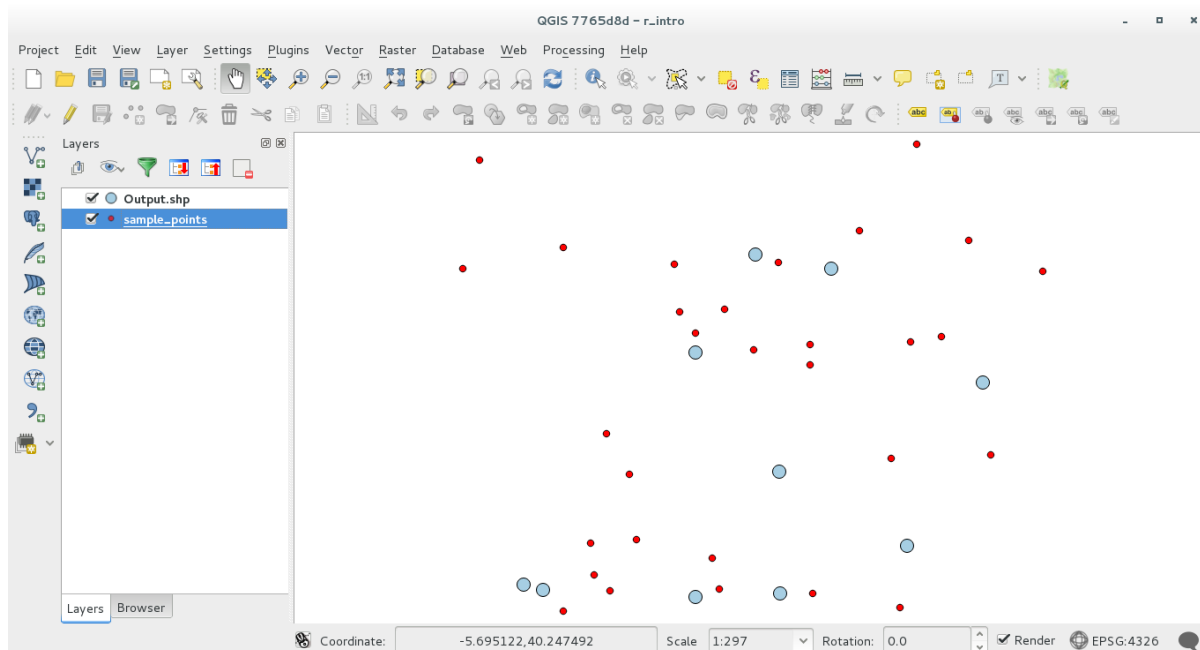 QGIS 7765d8d - r_intro
Project Edit View Layer Settings Plugins Vector Raster Database Web Processing Help
Layers
Output.shp
sample_points
Layers Browser
Coordinate: -5.695122,40.247492 Scale 1:297 Rotation: 0.0 Render EPSG:4326